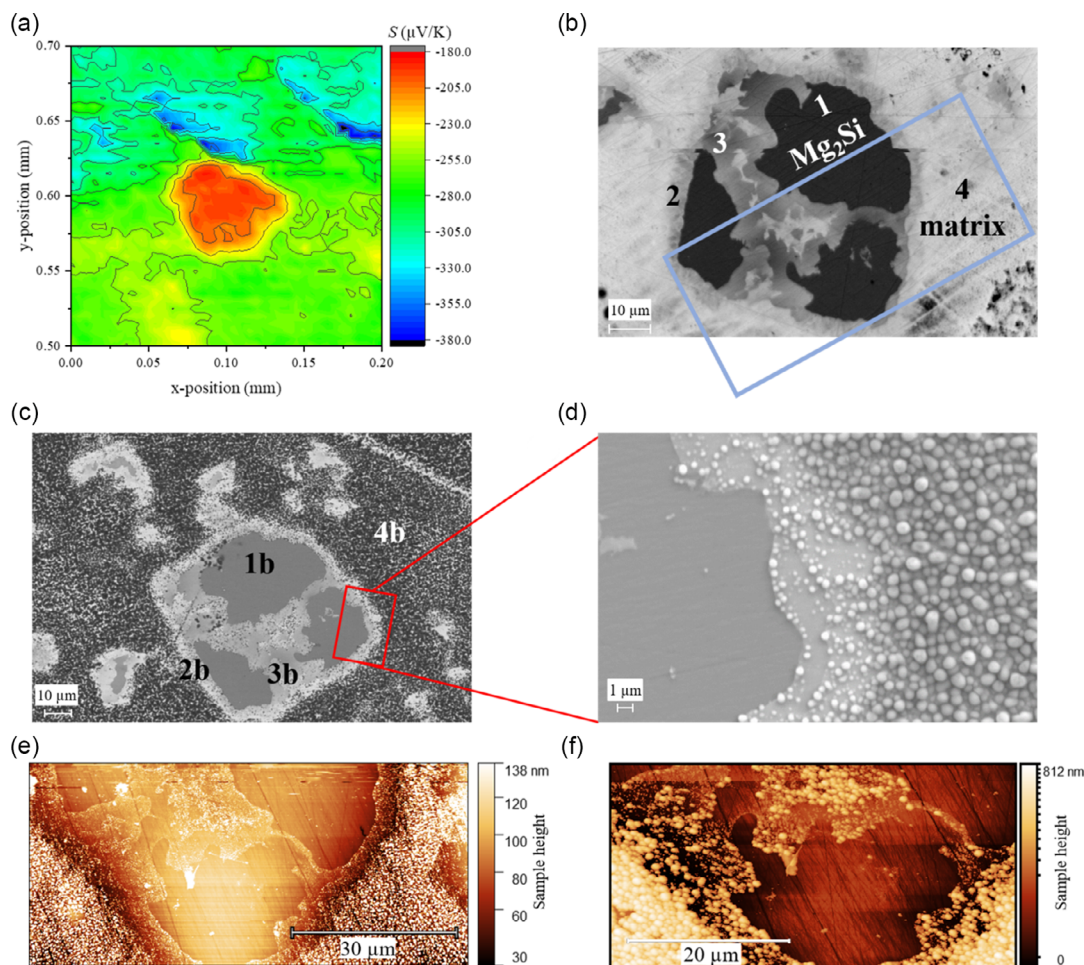 (a)
S (µV/K)
-180.0
-205.0
-230.0
-255.0
-280.0
-305.0
-330.0
-355.0
-380.0
0.70
0.65
0.60
0.55
0.50
y-position (mm)
0.00 0.05 0.10 0.15 0.20
x-position (mm)
(b)
1
Mg₂Si
3
2
4
matrix
10 µm
(c)
4b
1b
2b
3b
10 µm
(d)
1 µm
(e)
138 nm
120
100
80
60
30
Sample height
30 µm
(f)
812 nm
0
Sample height
20 µm